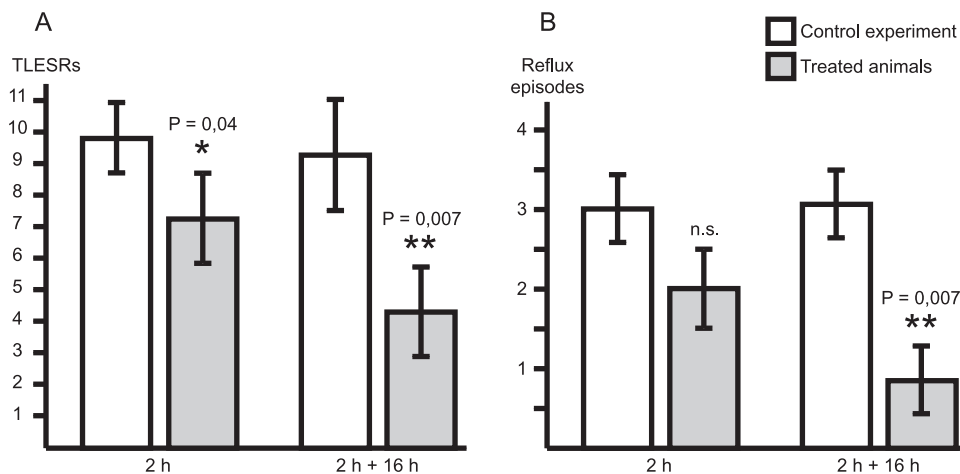 A
TLESRs
11
10
9
8
7
6
5
4
3
2
1
P = 0,04
*
P = 0,007
**
2 h
2 h + 16 h
B
Reflux
episodes
4
3
2
1
n.s.
P = 0,007
**
2 h
2 h + 16 h
Control experiment
Treated animals